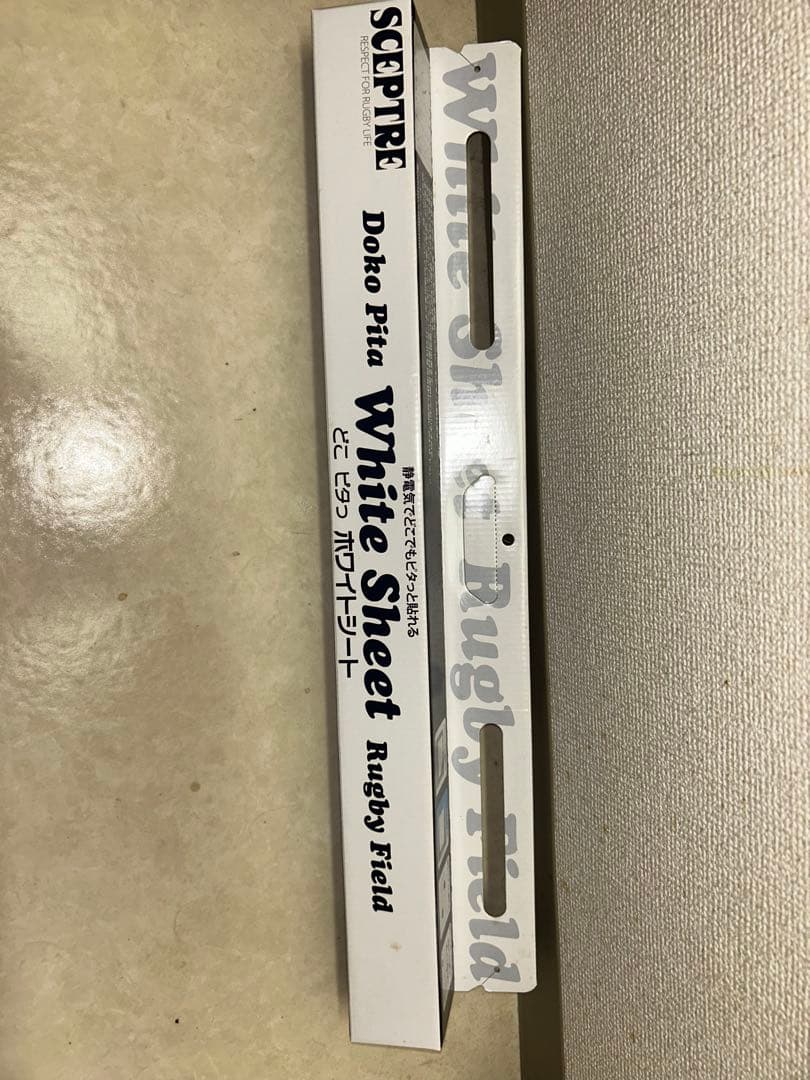 SCEPTRE
RESPECT FOR RUGBY LIFE
静電気でどこでもピタっと貼れる
Doko Pita White Sheet Rugby Field
どこ ピタっ ホワイトシート
White Sheet Rugby Field